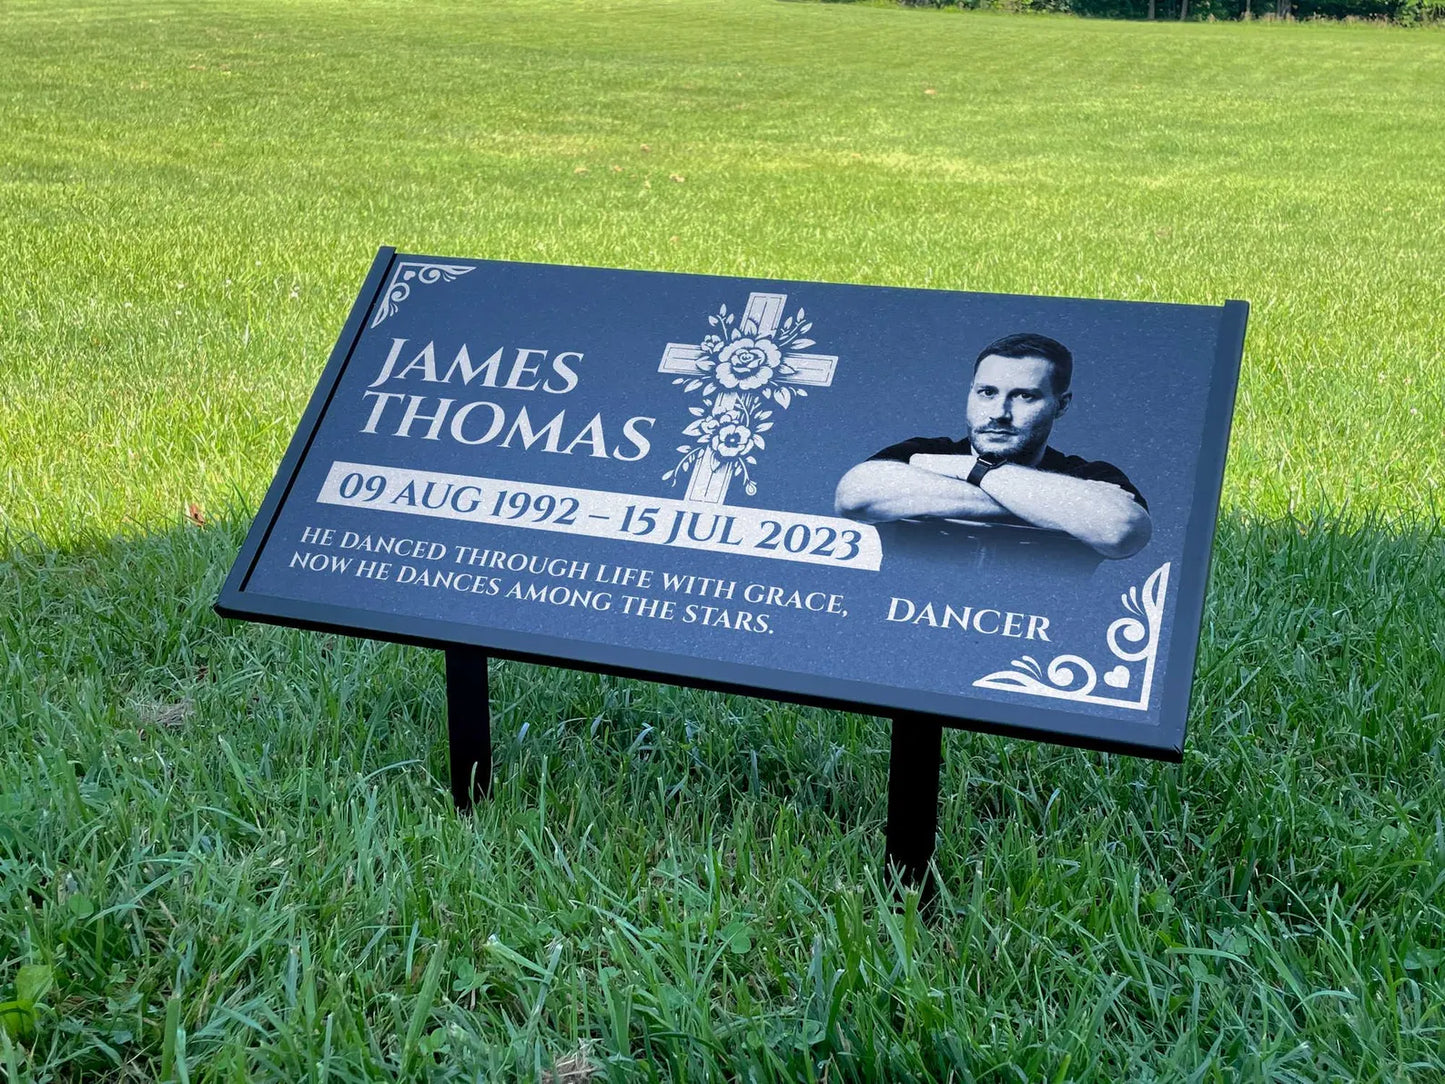 JAMES
THOMAS
09 AUG 1992 – 15 JUL 2023
HE DANCED THROUGH LIFE WITH GRACE,
NOW HE DANCES AMONG THE STARS.
DANCER